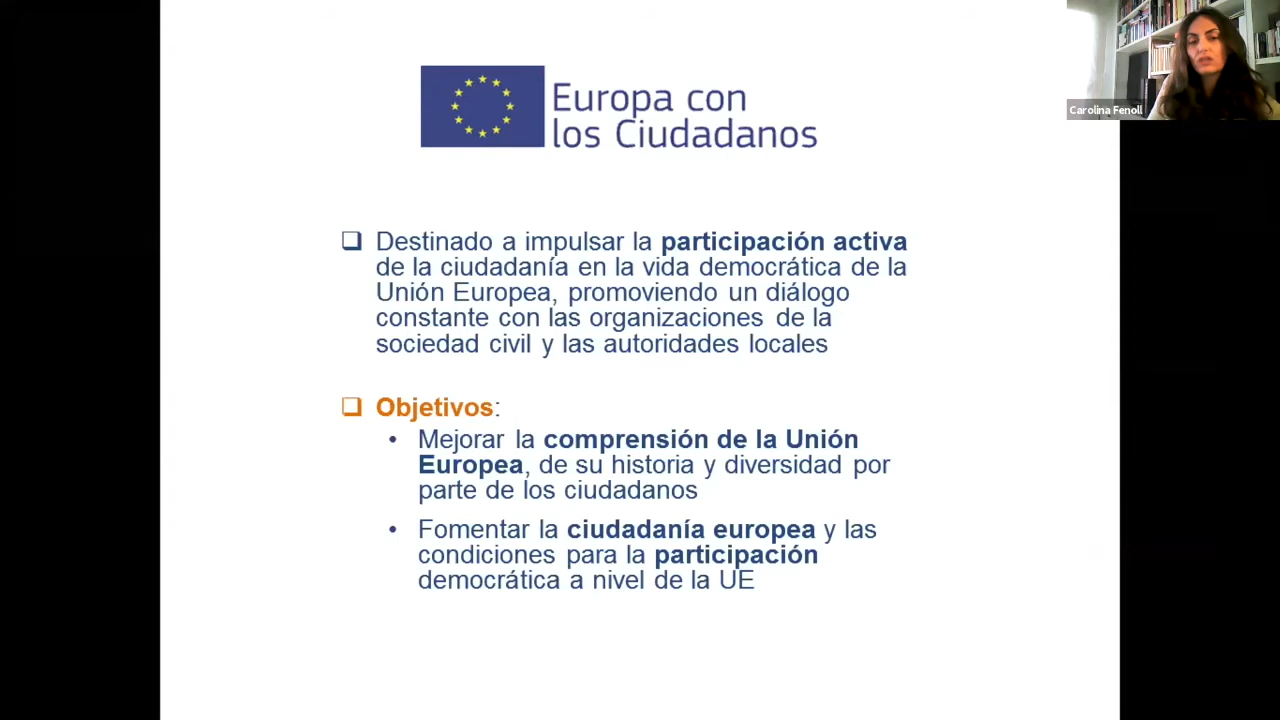 Europa con
los Ciudadanos
Carolina Fenoll
❑ Destinado a impulsar la participación activa
de la ciudadanía en la vida democrática de la
Unión Europea, promoviendo un diálogo
constante con las organizaciones de la
sociedad civil y las autoridades locales
❑ Objetivos:
• Mejorar la comprensión de la Unión
Europea, de su historia y diversidad por
parte de los ciudadanos
• Fomentar la ciudadanía europea y las
condiciones para la participación
democrática a nivel de la UE